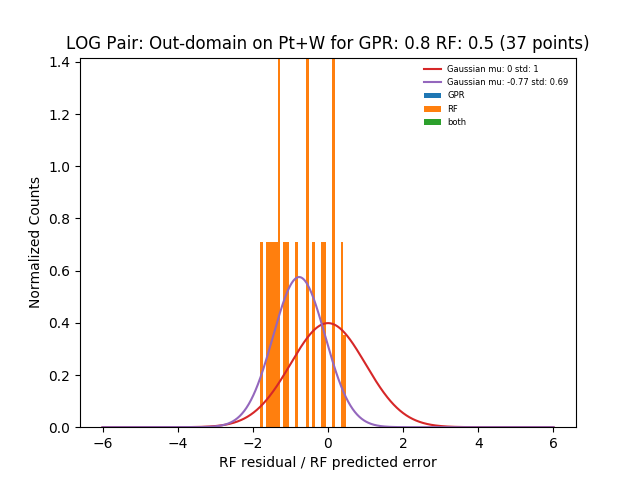 LOG Pair: Out-domain on Pt+W for GPR: 0.8 RF: 0.5 (37 points)
Gaussian mu: 0 std: 1
Gaussian mu: -0.77 std: 0.69
GPR
RF
both
Normalized Counts
1.4
1.2
1.0
0.8
0.6
0.4
0.2
0.0
−6
−4
−2
0
2
4
6
RF residual / RF predicted error